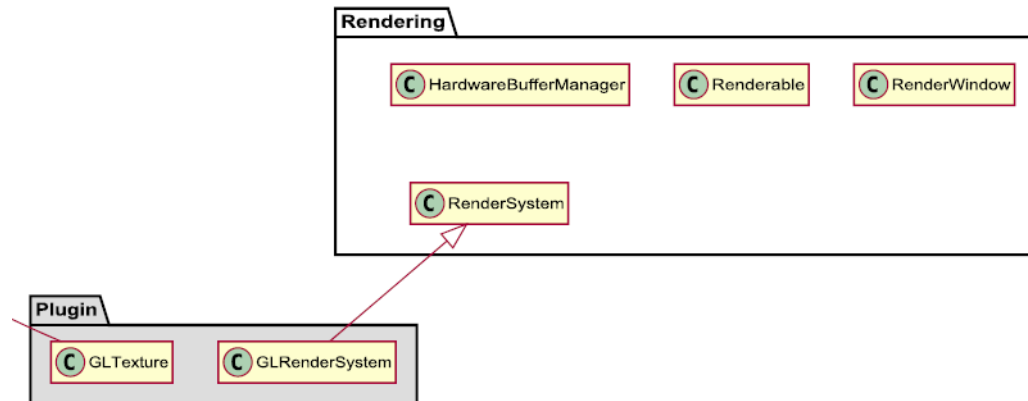 Rendering
C HardwareBufferManager
C Renderable
C RenderWindow
C RenderSystem
Plugin
C GLTexture
C GLRenderSystem